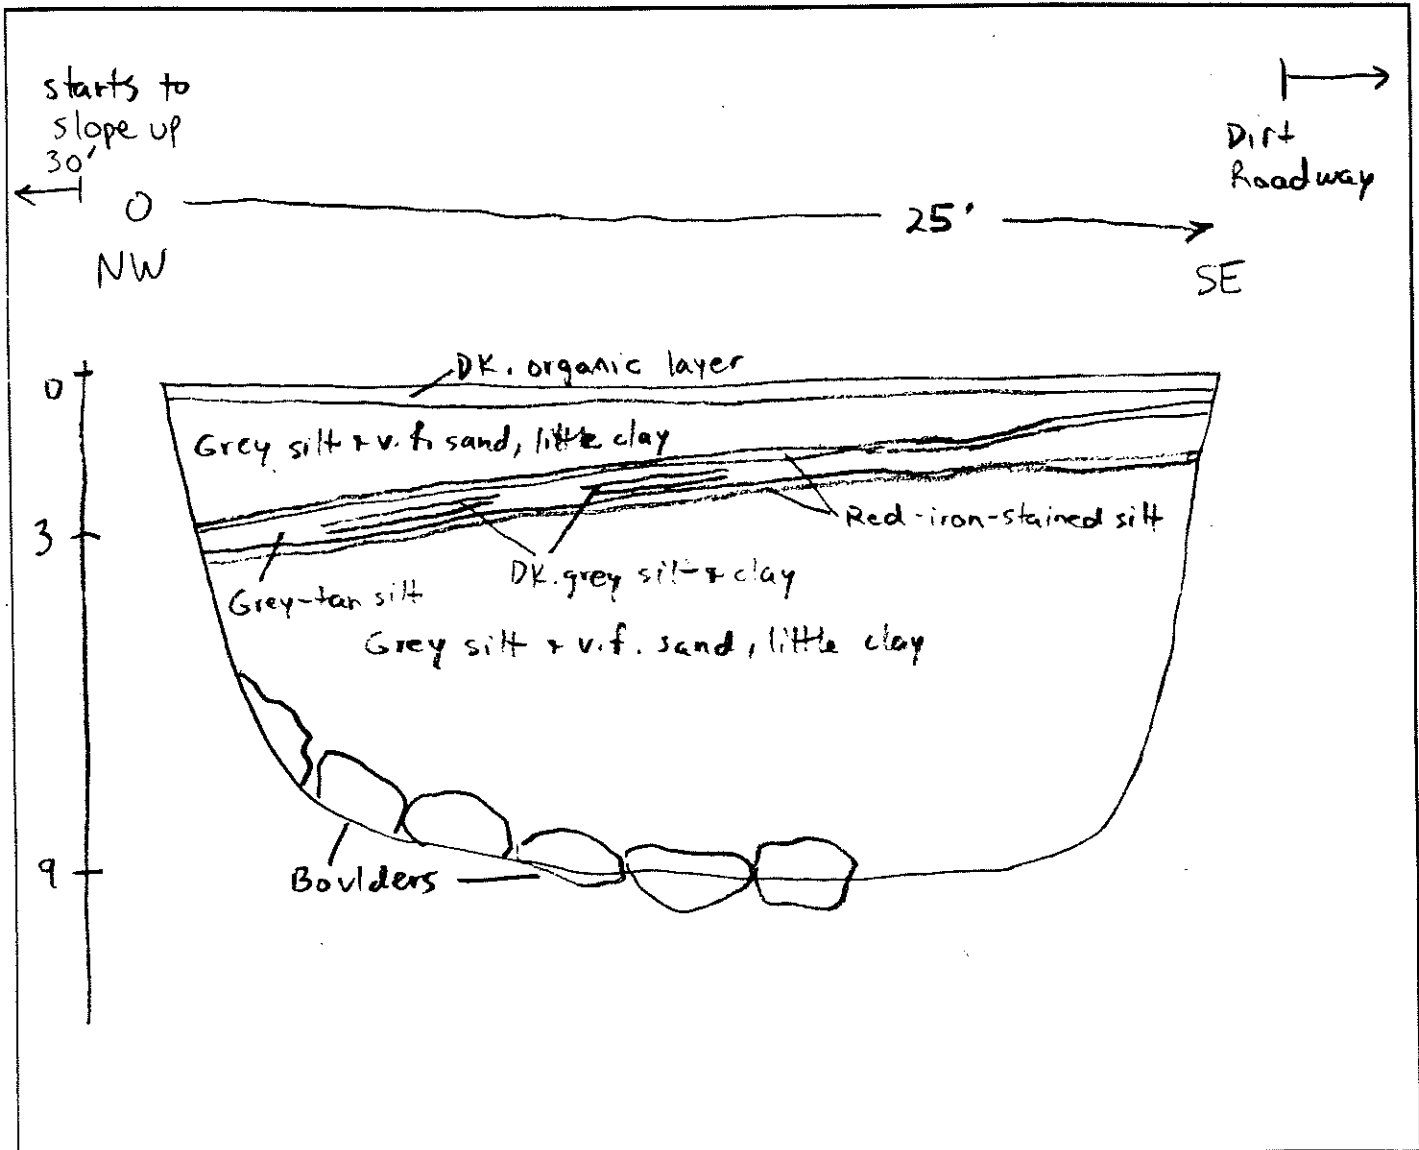 starts to
slope up
30'
Dirt
Roadway
0
25'
NW
SE
0
DK. organic layer
Grey silt & v.f. sand, little clay
3
Red-iron-stained silt
DK. grey silt & clay
Grey-tan silt
Grey silt & v.f. sand, little clay
9
Boulders